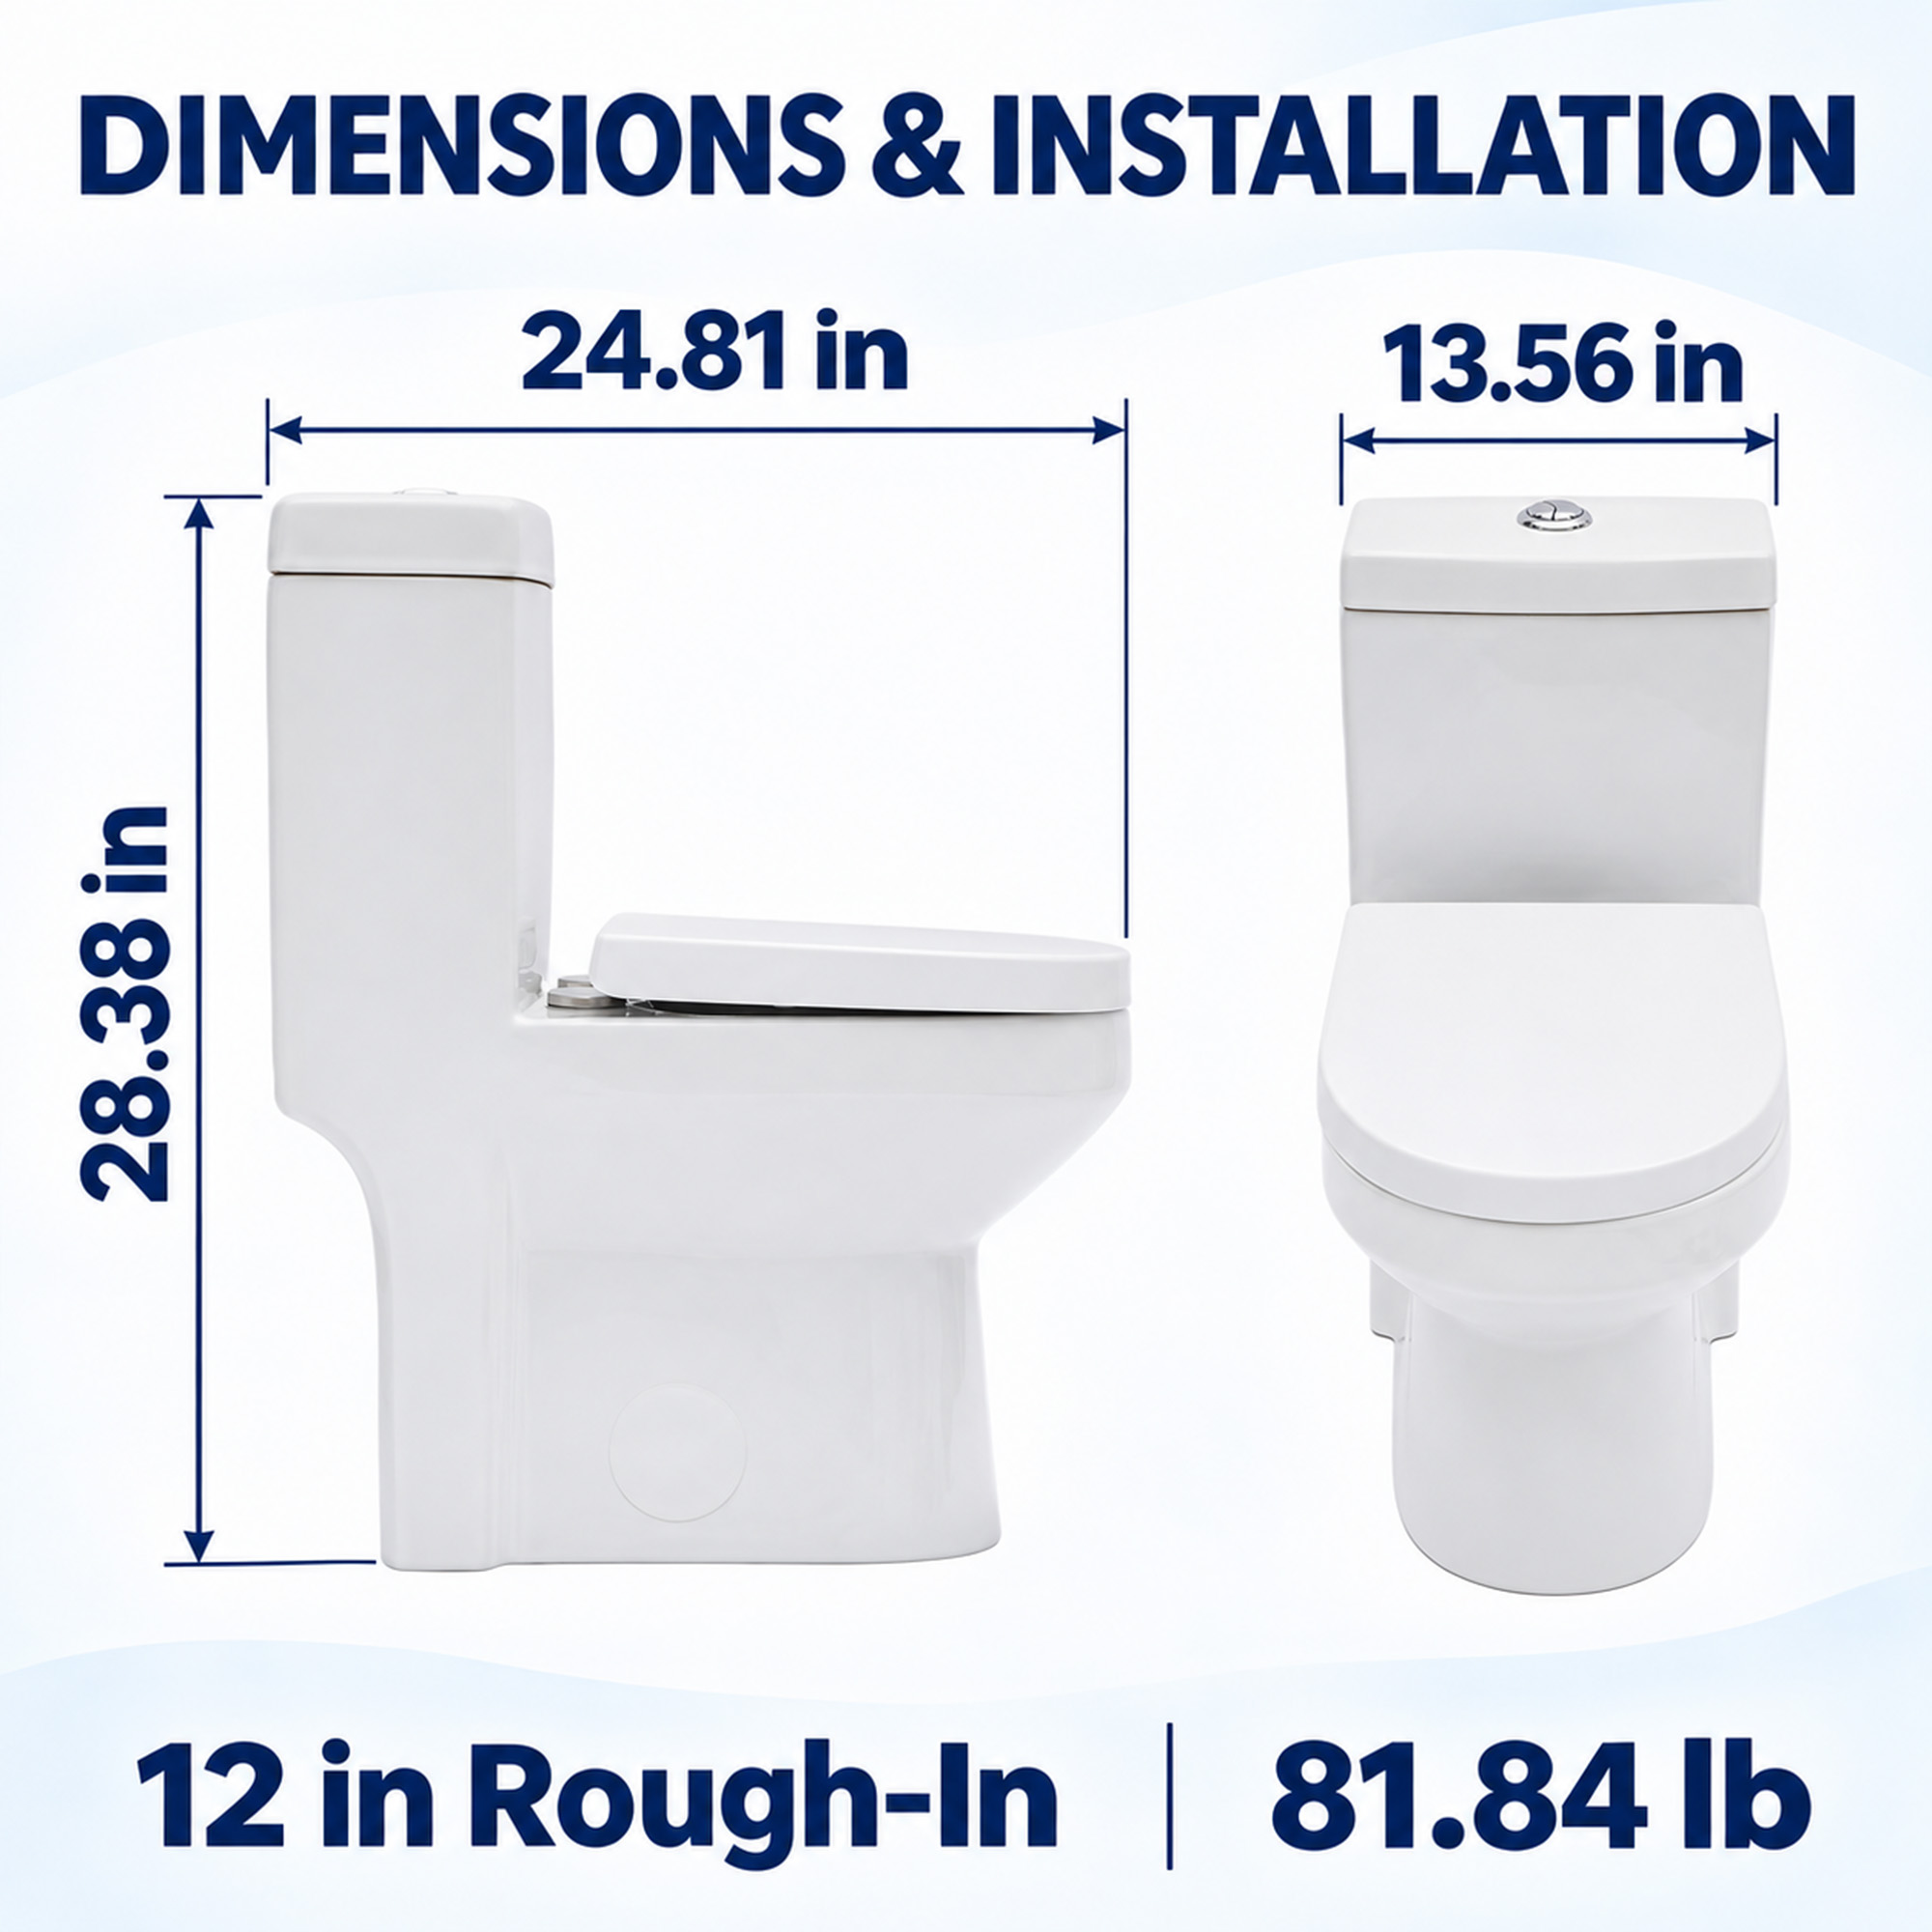 DIMENSIONS & INSTALLATION
24.81 in
13.56 in
28.38 in
12 in Rough-In
81.84 lb